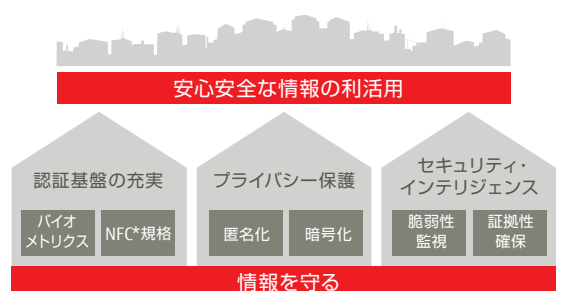 安心安全な情報の利活用
認証基盤の充実
バイオ
メトリクス
NFC*規格
プライバシー保護
匿名化
暗号化
セキュリティ・
インテリジェンス
脆弱性
監視
証拠性
確保
情報を守る